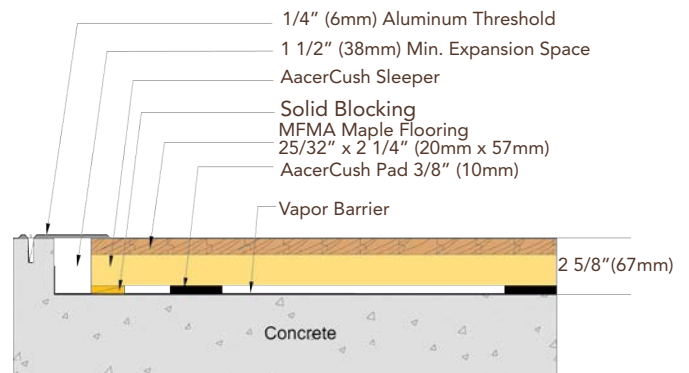 1/4” (6mm) Aluminum Threshold
1 1/2” (38mm) Min. Expansion Space
AacerCush Sleeper
Solid Blocking
MFMA Maple Flooring
25/32” x 2 1/4” (20mm x 57mm)
AacerCush Pad 3/8” (10mm)
Vapor Barrier
2 5/8”(67mm)
Concrete